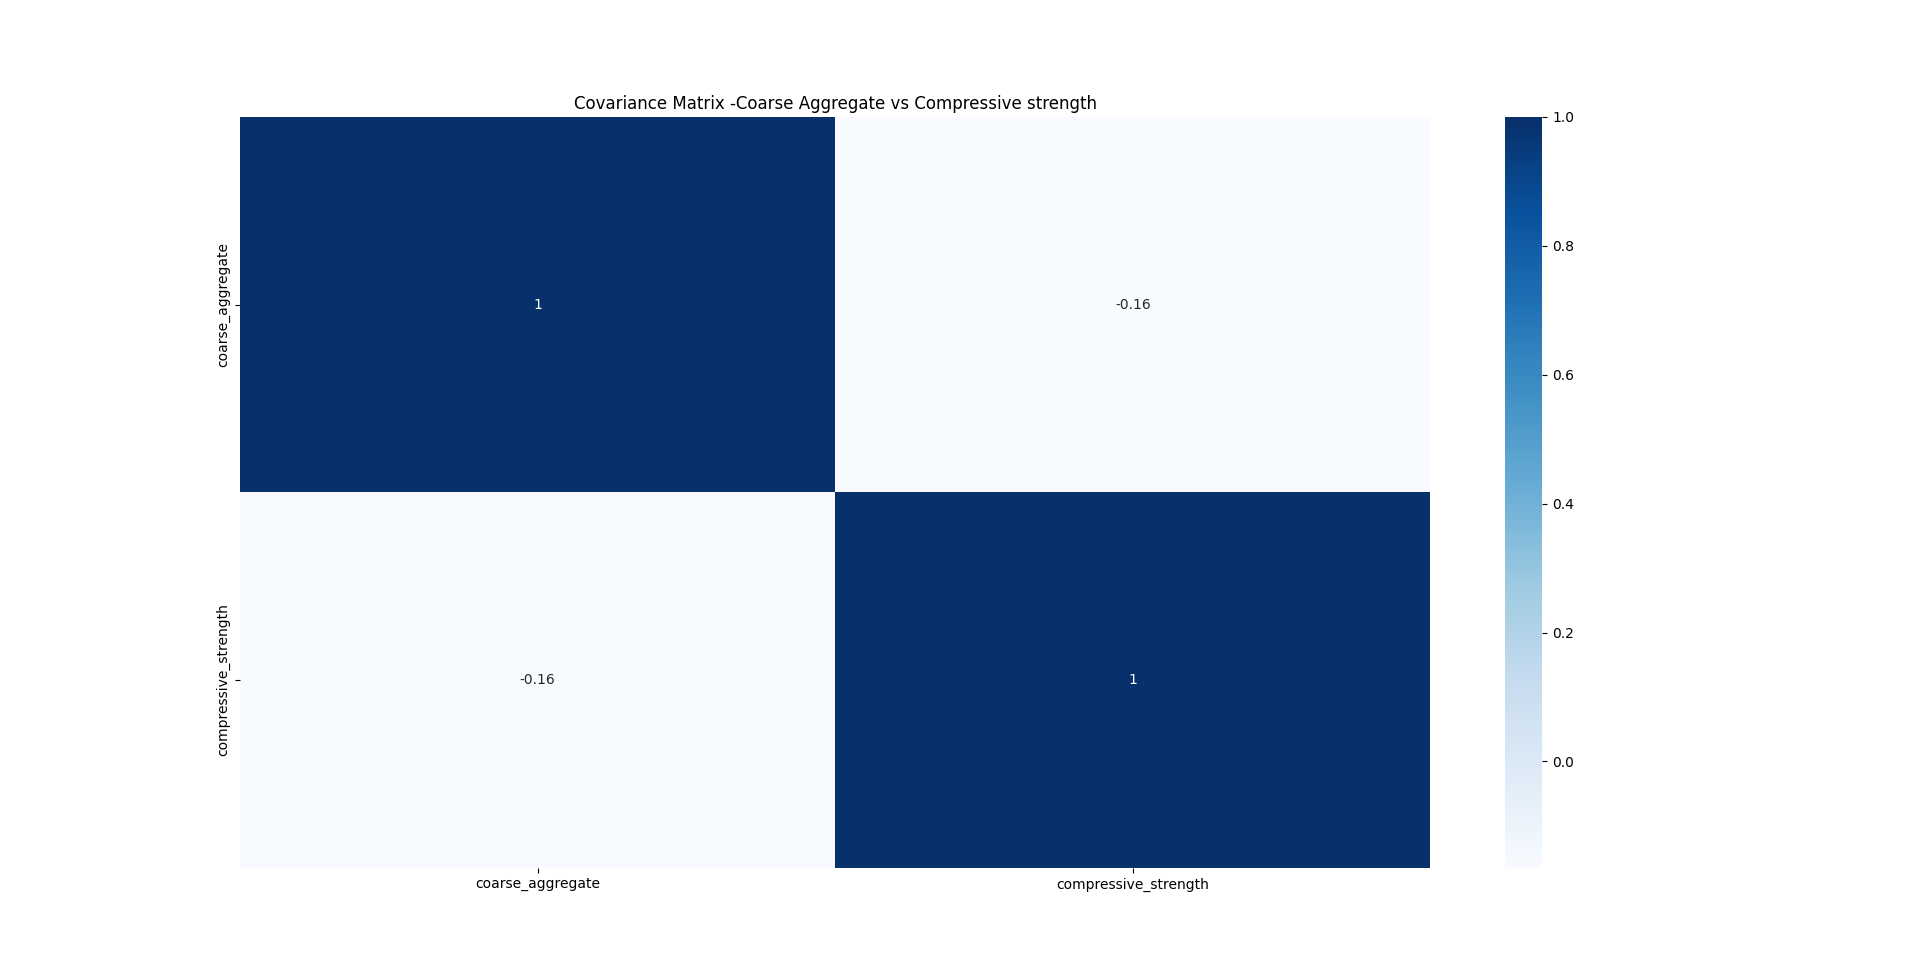 Covariance Matrix -Coarse Aggregate vs Compressive strength
coarse_aggregate
1
-0.16
compressive_strength
-0.16
1
coarse_aggregate
compressive_strength
1.0
0.8
0.6
0.4
0.2
0.0